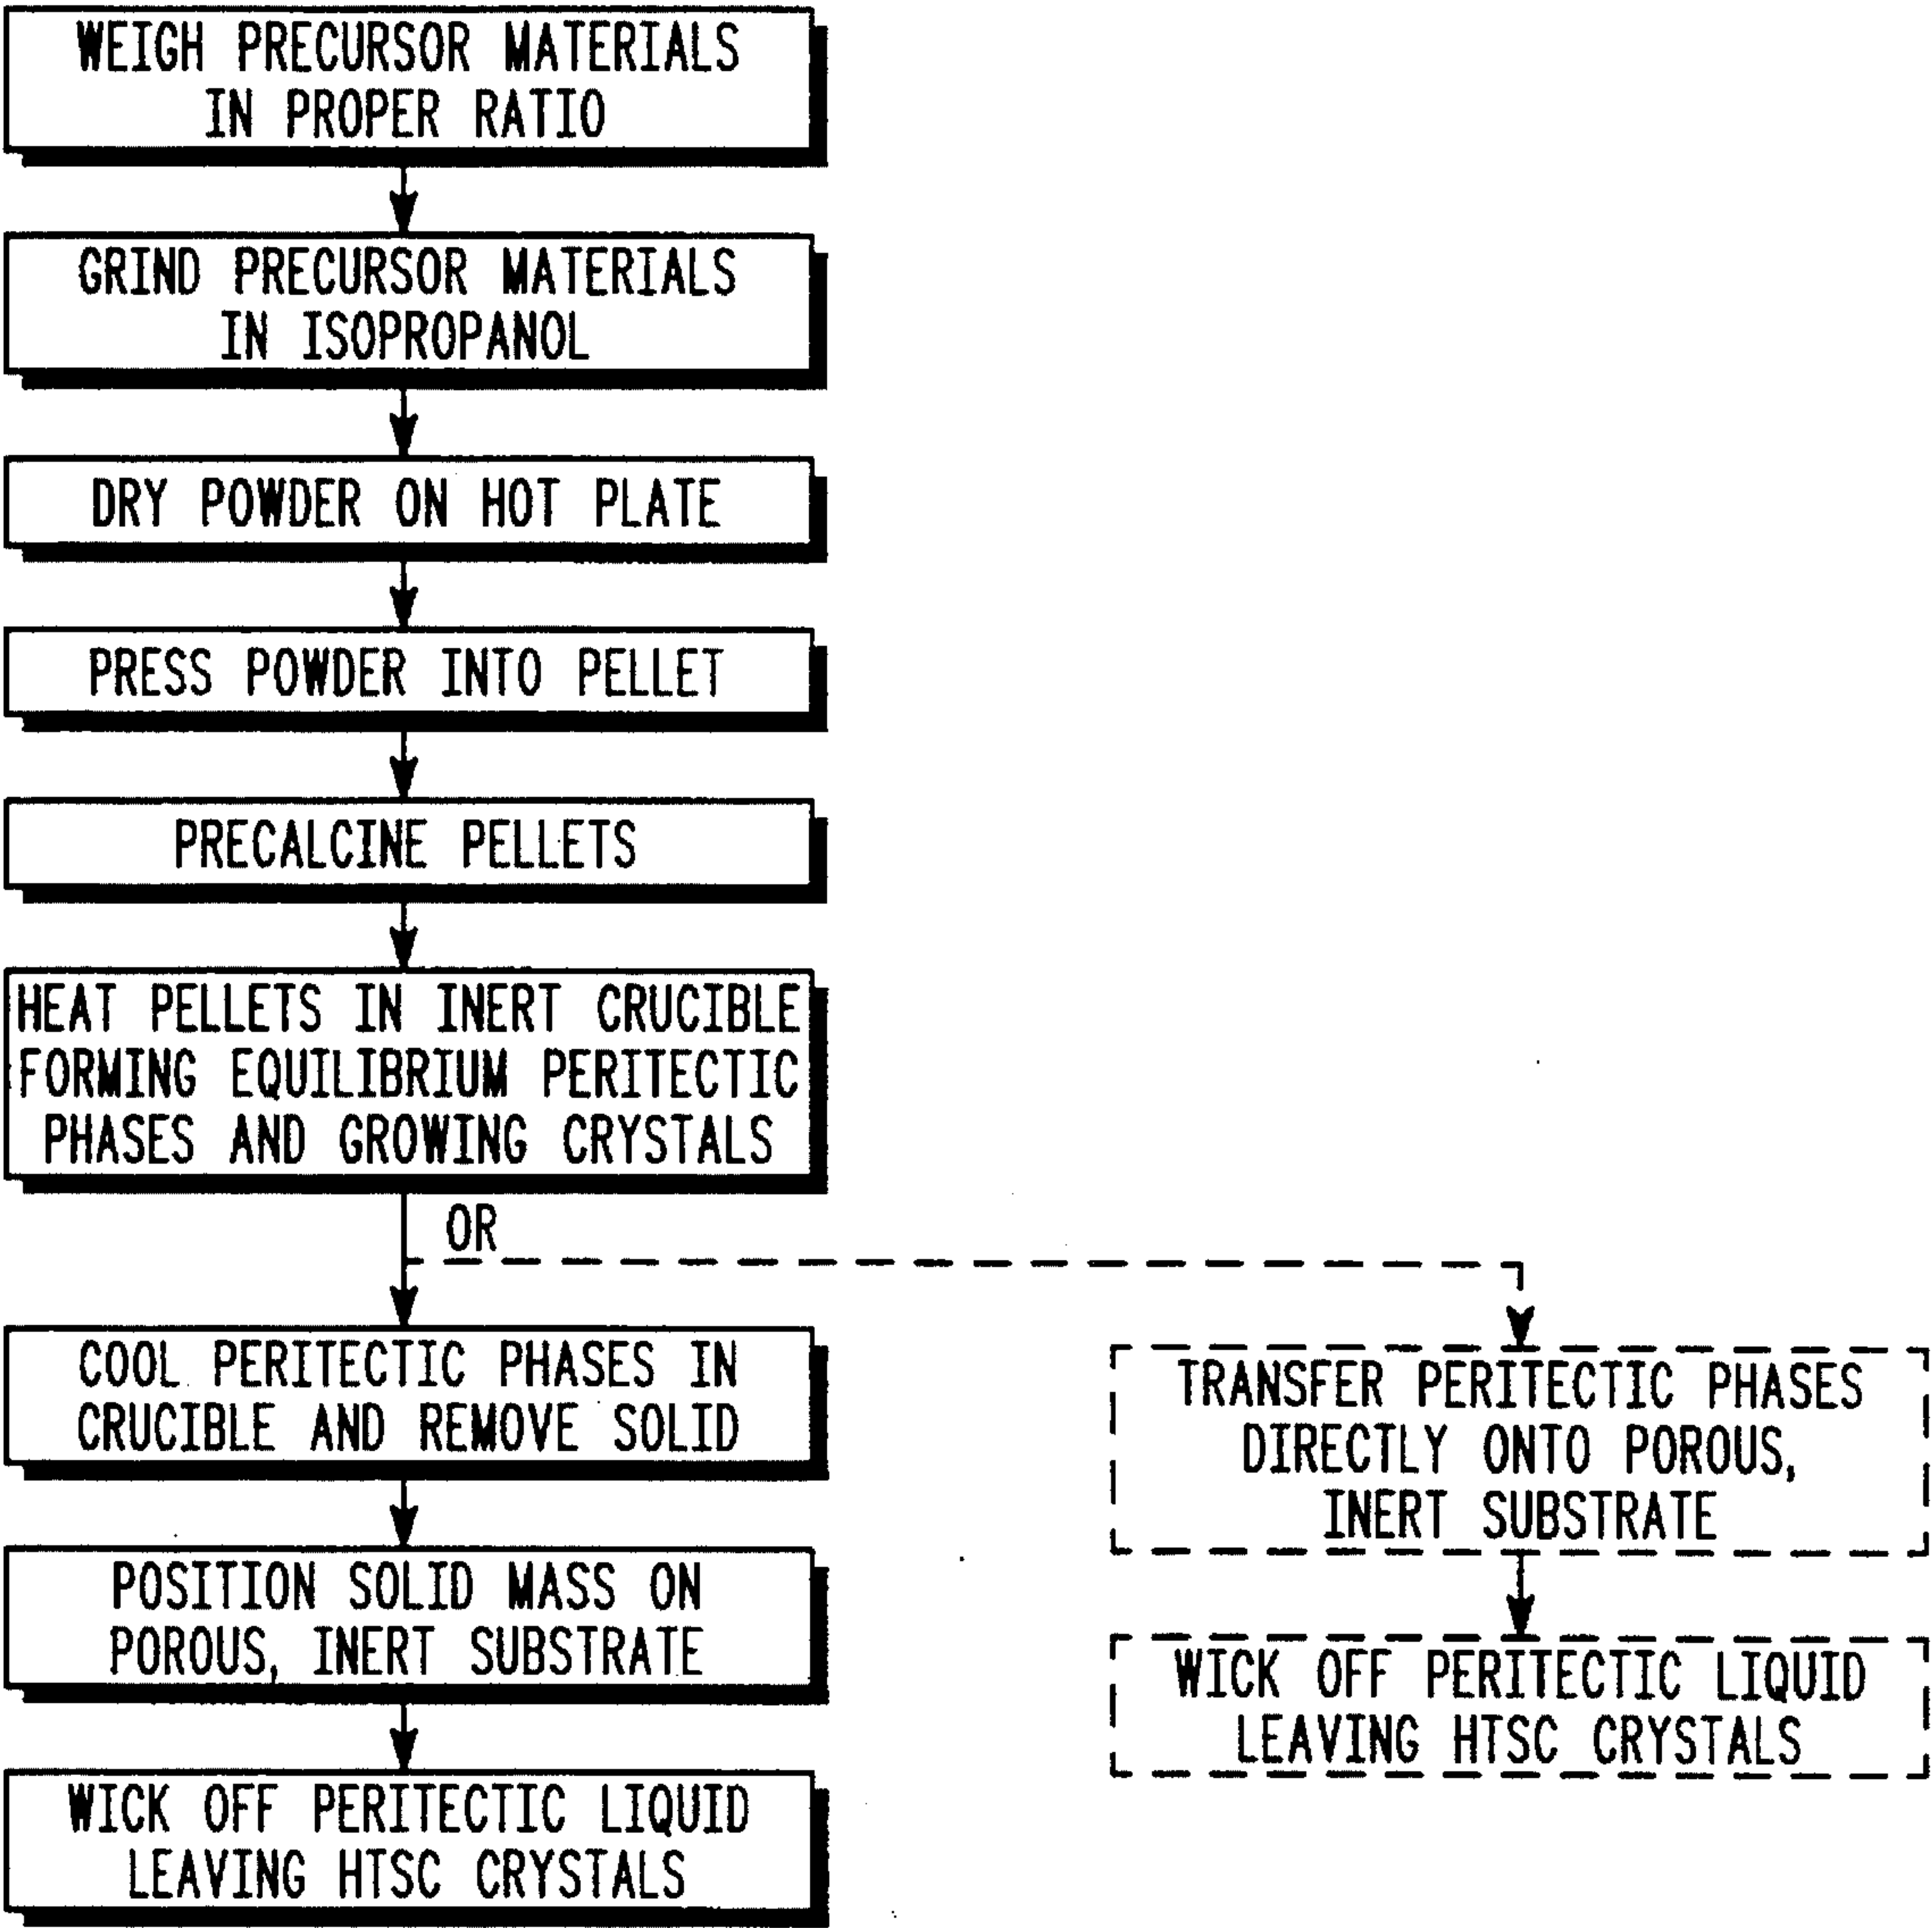 WEIGH PRECURSOR MATERIALS
IN PROPER RATIO
GRIND PRECURSOR MATERIALS
IN ISOPROPANOL
DRY POWDER ON HOT PLATE
PRESS POWDER INTO PELLET
PRECALCINE PELLETS
HEAT PELLETS IN INERT CRUCIBLE
FORMING EQUILIBRIUM PERITECTIC
PHASES AND GROWING CRYSTALS
OR
COOL PERITECTIC PHASES IN
CRUCIBLE AND REMOVE SOLID
POSITION SOLID MASS ON
POROUS, INERT SUBSTRATE
WICK OFF PERITECTIC LIQUID
LEAVING HTSC CRYSTALS
TRANSFER PERITECTIC PHASES
DIRECTLY ONTO POROUS,
INERT SUBSTRATE
WICK OFF PERITECTIC LIQUID
LEAVING HTSC CRYSTALS